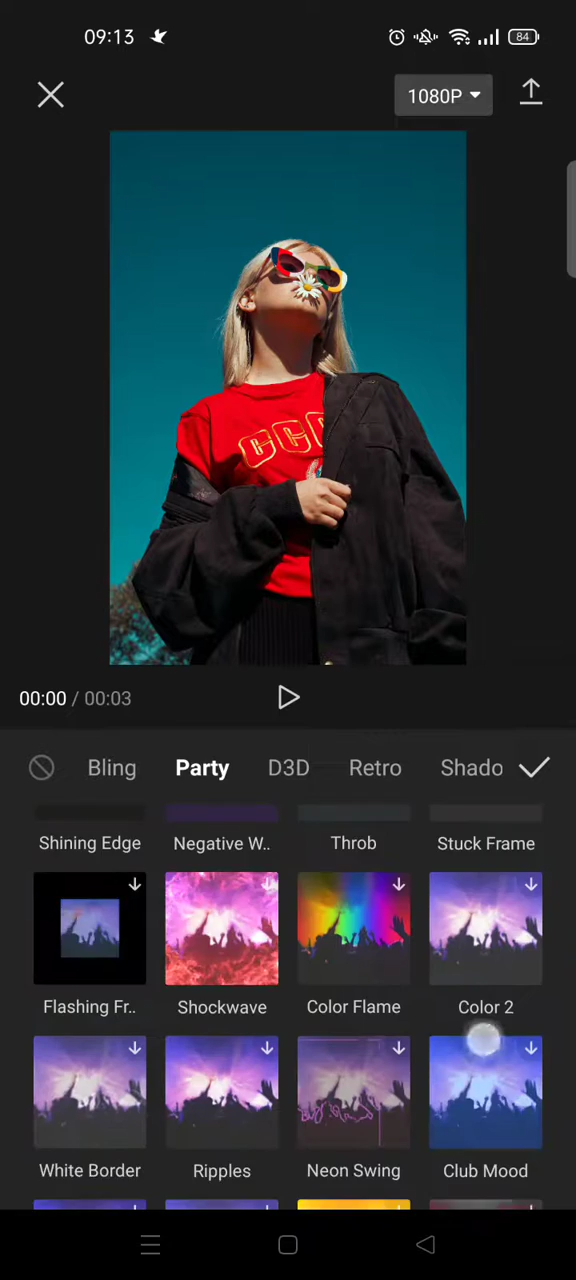 09:13 84
1080P
CCC
00:00 / 00:03
Bling Party D3D Retro Shado
Shining Edge Negative W.. Throb Stuck Frame
Flashing Fr.. Shockwave Color Flame Color 2
White Border Ripples Neon Swing Club Mood